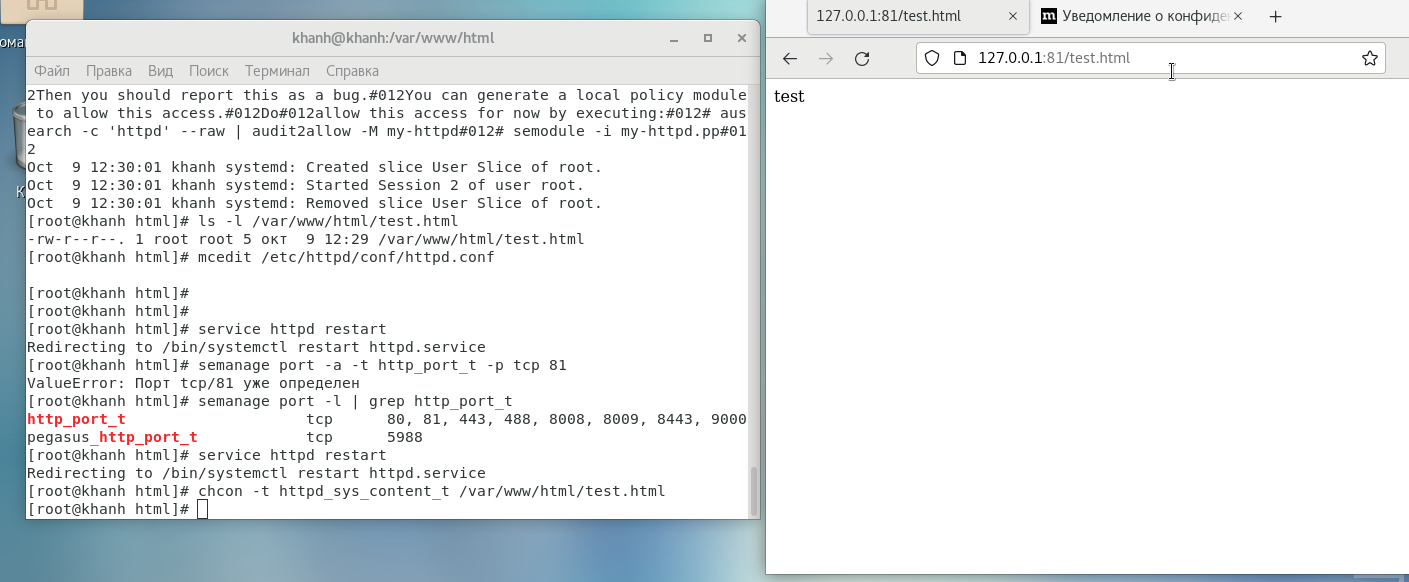 khanh@khanh:/var/www/html
Файл Правка Вид Поиск Терминал Справка
2Then you should report this as a bug.#012You can generate a local policy module
 to allow this access.#012Do#012allow this access for now by executing:#012# aus
earch -c 'httpd' --raw | audit2allow -M my-httpd#012# semodule -i my-httpd.pp#01
2
Oct  9 12:30:01 khanh systemd: Created slice User Slice of root.
Oct  9 12:30:01 khanh systemd: Started Session 2 of user root.
Oct  9 12:30:01 khanh systemd: Removed slice User Slice of root.
[root@khanh html]# ls -l /var/www/html/test.html
-rw-r--r--. 1 root root 5 окт  9 12:29 /var/www/html/test.html
[root@khanh html]# mcedit /etc/httpd/conf/httpd.conf
[root@khanh html]#
[root@khanh html]#
[root@khanh html]# service httpd restart
Redirecting to /bin/systemctl restart httpd.service
[root@khanh html]# semanage port -a -t http_port_t -p tcp 81
ValueError: Порт tcp/81 уже определен
[root@khanh html]# semanage port -l | grep http_port_t
http_port_t                    tcp      80, 81, 443, 488, 8008, 8009, 8443, 9000
pegasus_http_port_t            tcp      5988
[root@khanh html]# service httpd restart
Redirecting to /bin/systemctl restart httpd.service
[root@khanh html]# chcon -t httpd_sys_content_t /var/www/html/test.html
[root@khanh html]#
127.0.0.1:81/test.html
m Уведомление о конфиде
127.0.0.1:81/test.html
test